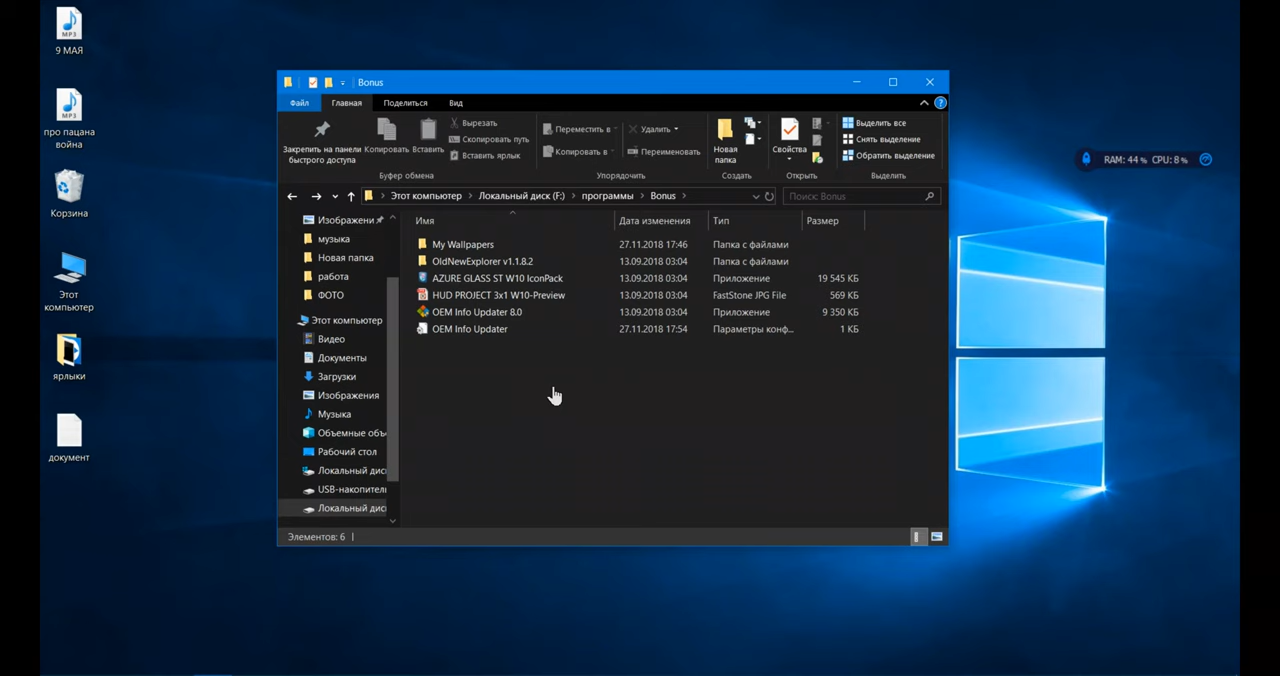 MP3
9 МАЯ
MP3
про пацана
война
Корзина
Этот
компьютер
ярлыки
документ
Bonus
Файл
Главная
Поделиться
Вид
Закрепить на панели
быстрого доступа
Копировать
Вставить
Вырезать
Скопировать путь
Вставить ярлык
Буфер обмена
Переместить в
Копировать в
Удалить
Переименовать
Упорядочить
Новая
папка
Создать
Свойства
Открыть
Выделить все
Снять выделение
Обратить выделение
Выделить
Этот компьютер > Локальный диск (F:) > программы > Bonus >
Поиск: Bonus
Изображени
музыка
Новая папка
работа
ФОТО
Этот компьютер
Видео
Документы
Загрузки
Изображения
Музыка
Объемные объ
Рабочий стол
Локальный дис
USB-накопител
Локальный дис
Имя Дата изменения Тип Размер
My Wallpapers 27.11.2018 17:46 Папка с файлами
OldNewExplorer v1.1.8.2 13.09.2018 03:04 Папка с файлами
AZURE GLASS ST W10 IconPack 13.09.2018 03:04 Приложение 19 545 КБ
HUD PROJECT 3x1 W10-Preview 13.09.2018 03:04 FastStone JPG File 569 КБ
OEM Info Updater 8.0 13.09.2018 03:04 Приложение 9 350 КБ
OEM Info Updater 27.11.2018 17:54 Параметры конф... 1 КБ
Элементов: 6
RAM: 44 % CPU: 8 %